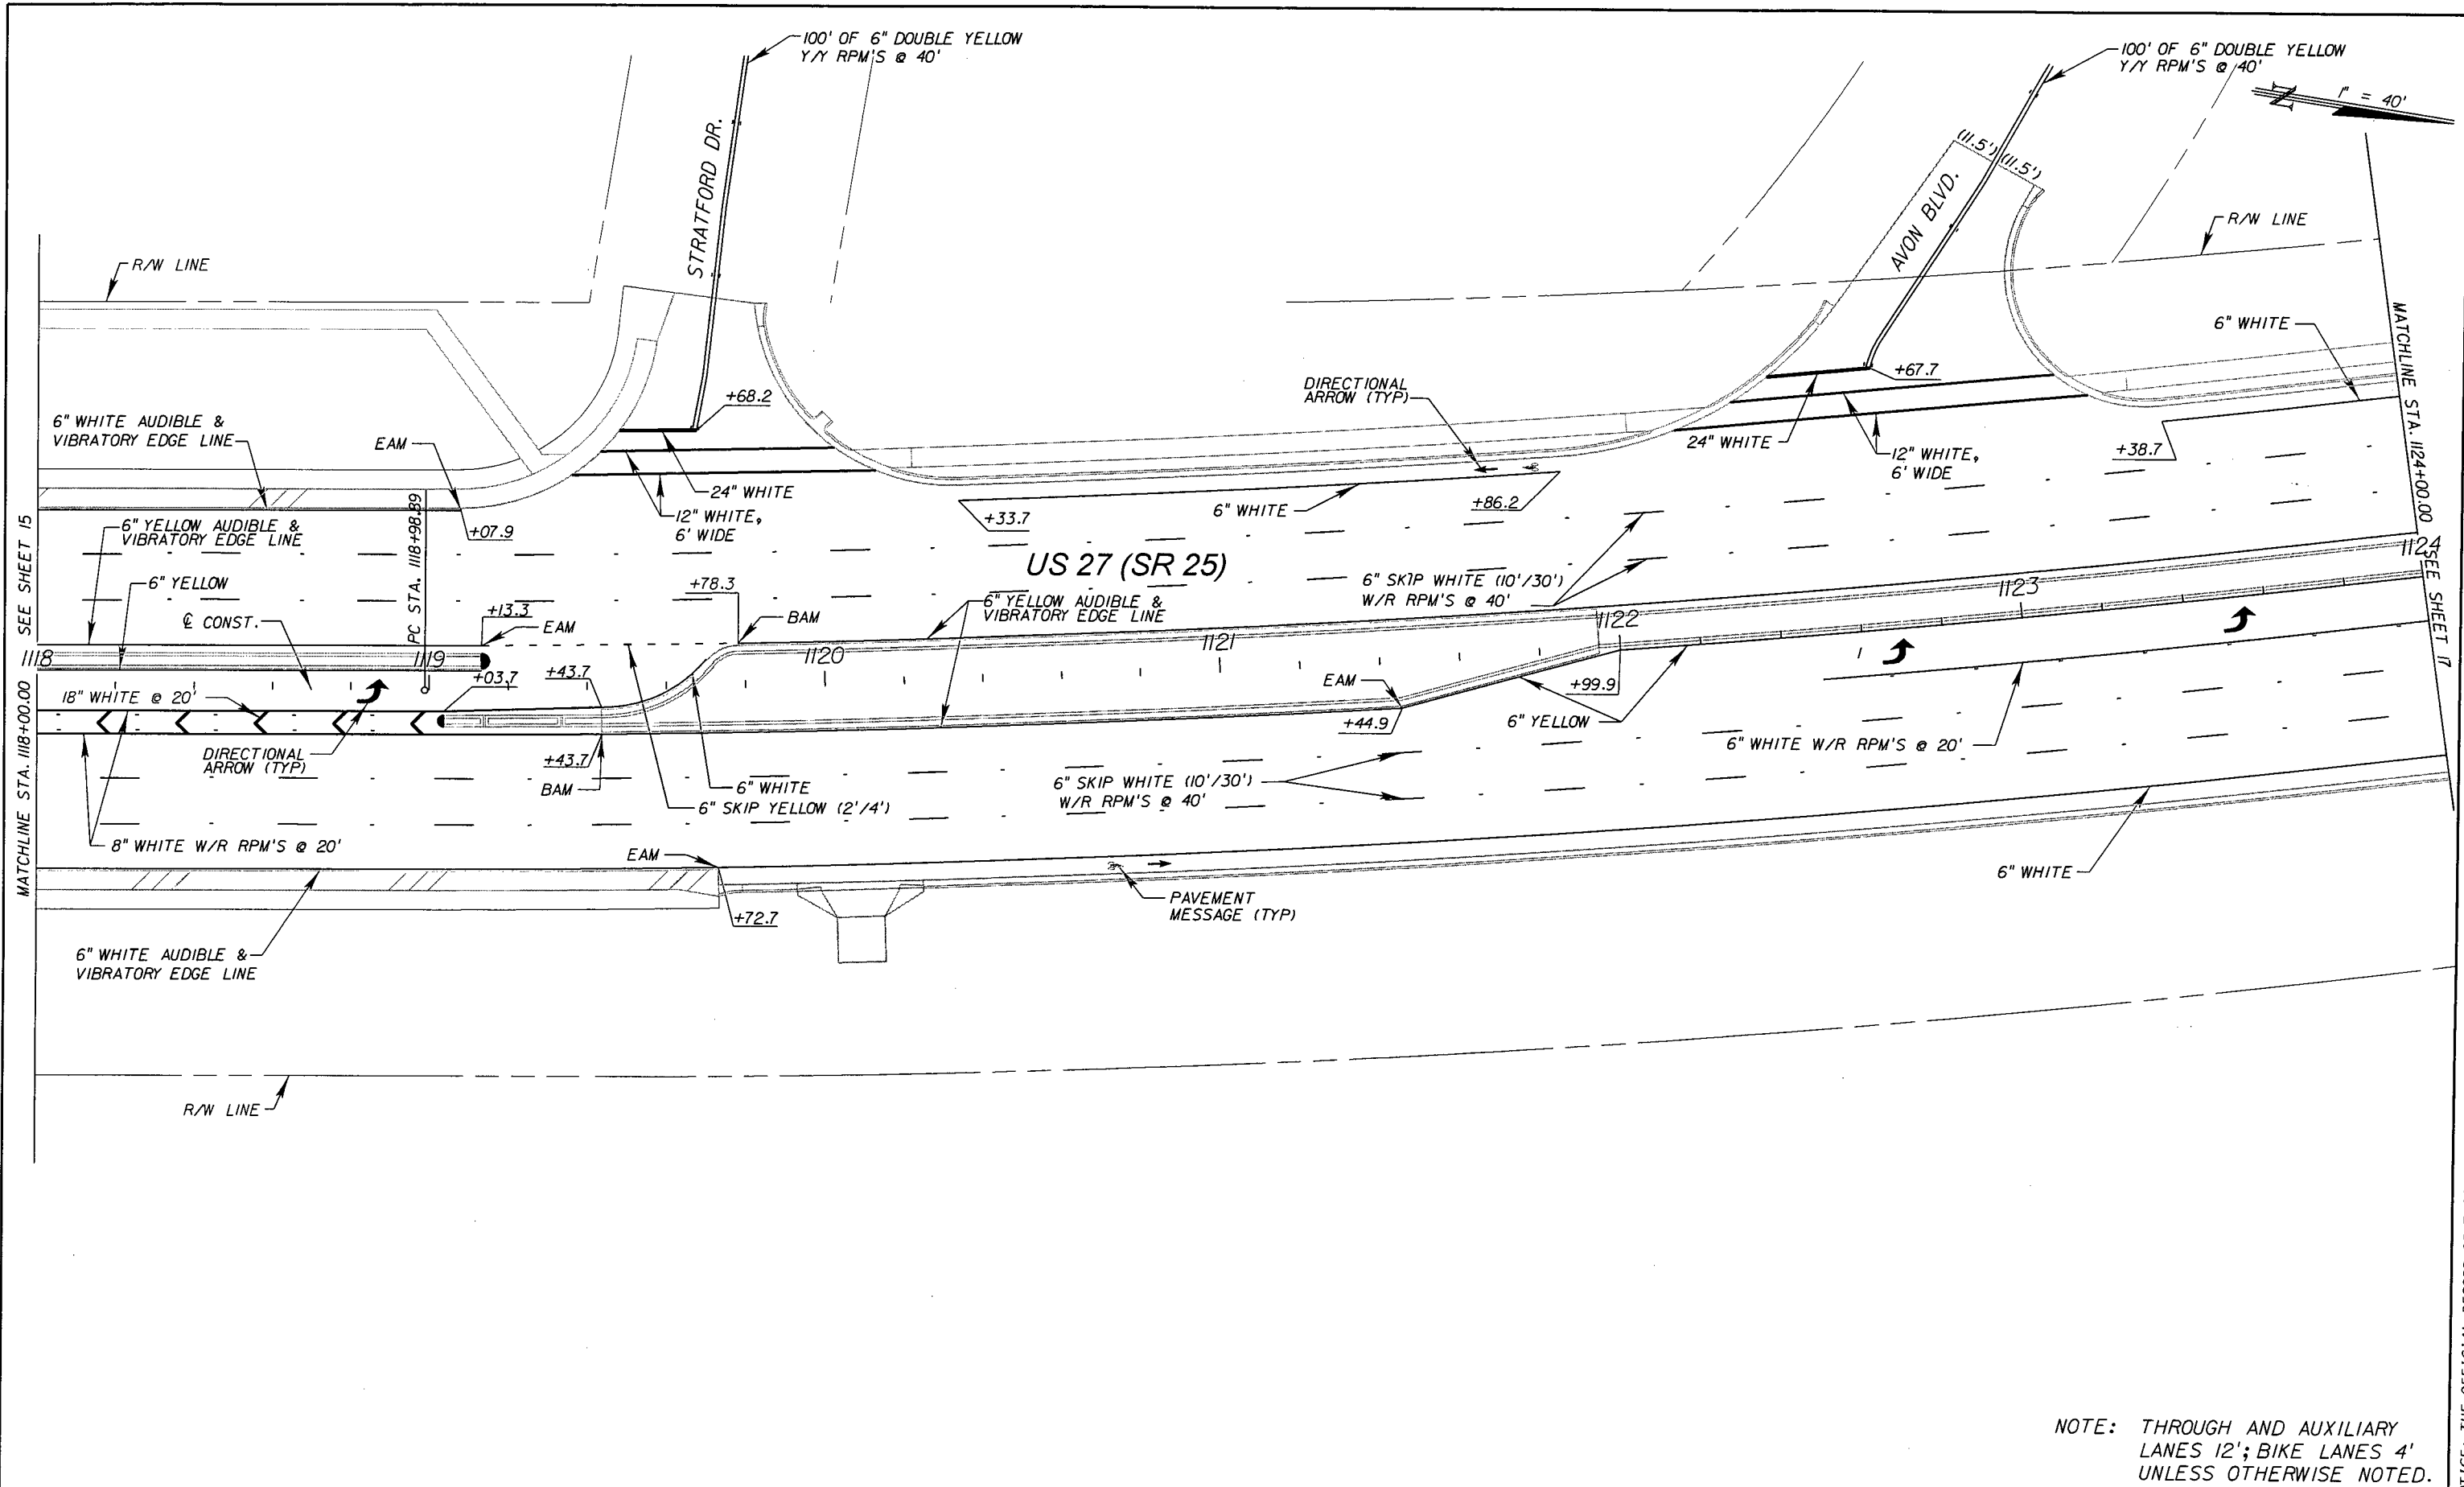 100' OF 6" DOUBLE YELLOW
Y/Y RPM'S @ 40'
100' OF 6" DOUBLE YELLOW
Y/Y RPM'S @ 40'
N
1" = 40'
STRATFORD DR.
(11.5') (11.5')
AVON BLVD.
R/W LINE
R/W LINE
6" WHITE
MATCHLINE STA. 1124+00.00 SEE SHEET 17
+68.2
+67.7
DIRECTIONAL
ARROW (TYP)
6" WHITE AUDIBLE &
VIBRATORY EDGE LINE
EAM
24" WHITE
12" WHITE,
6' WIDE
+38.7
24" WHITE
12" WHITE,
6' WIDE
+33.7
6" WHITE
+86.2
+07.9
PC STA. 1118+98.89
6" YELLOW AUDIBLE &
VIBRATORY EDGE LINE
MATCHLINE STA. 1118+00.00 SEE SHEET 15
US 27 (SR 25)
6" SKIP WHITE (10'/30')
W/R RPM'S @ 40'
6" YELLOW
℄ CONST.
+13.3
EAM
+78.3
BAM
6" YELLOW AUDIBLE &
VIBRATORY EDGE LINE
1118
1119
1120
1121
1122
1123
1124
18" WHITE @ 20'
+03.7
+43.7
EAM
+99.9
+44.9
6" YELLOW
6" WHITE W/R RPM'S @ 20'
DIRECTIONAL
ARROW (TYP)
+43.7
BAM
6" WHITE
6" SKIP YELLOW (2'/4')
6" SKIP WHITE (10'/30')
W/R RPM'S @ 40'
8" WHITE W/R RPM'S @ 20'
EAM
+72.7
PAVEMENT
MESSAGE (TYP)
6" WHITE
6" WHITE AUDIBLE &
VIBRATORY EDGE LINE
R/W LINE
NOTE: THROUGH AND AUXILIARY
LANES 12'; BIKE LANES 4'
UNLESS OTHERWISE NOTED.